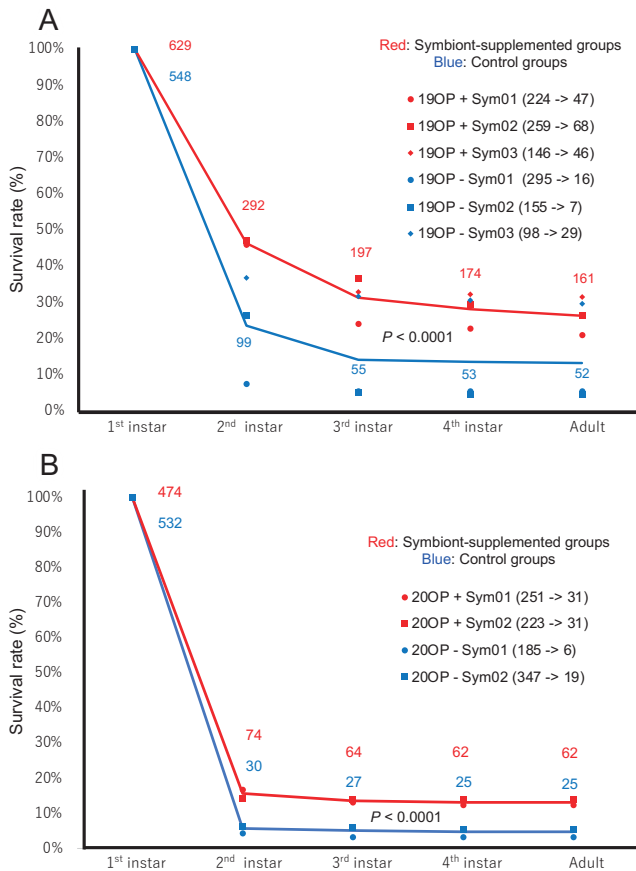 A
100%
90%
80%
70%
60%
50%
40%
30%
20%
10%
0%
Survival rate (%)
629
548
292
99
197
55
174
53
161
52
P < 0.0001
Red: Symbiont-supplemented groups
Blue: Control groups
19OP + Sym01 (224 -> 47)
19OP + Sym02 (259 -> 68)
19OP + Sym03 (146 -> 46)
19OP - Sym01 (295 -> 16)
19OP - Sym02 (155 -> 7)
19OP - Sym03 (98 -> 29)
1st instar
2nd instar
3rd instar
4th instar
Adult
B
100%
90%
80%
70%
60%
50%
40%
30%
20%
10%
0%
Survival rate (%)
474
532
74
30
64
27
62
25
62
25
P < 0.0001
Red: Symbiont-supplemented groups
Blue: Control groups
20OP + Sym01 (251 -> 31)
20OP + Sym02 (223 -> 31)
20OP - Sym01 (185 -> 6)
20OP - Sym02 (347 -> 19)
1st instar
2nd instar
3rd instar
4th instar
Adult